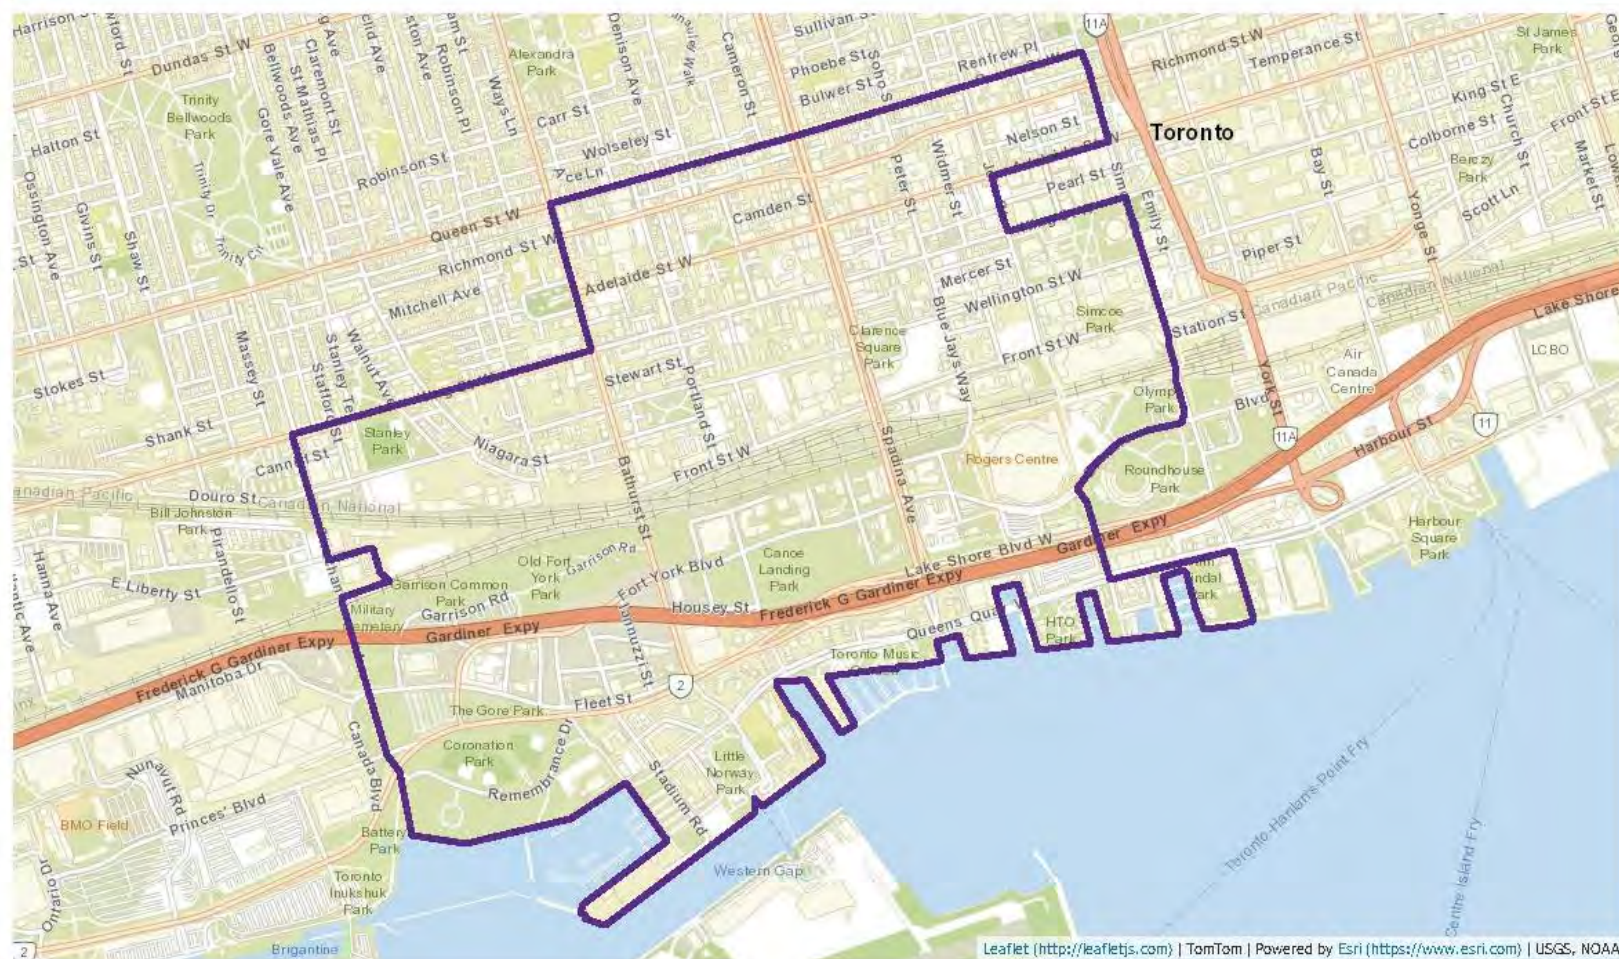 Harrison St
Dundas St W
Bellwoods Ave
Claremont St
St Mathias Pl
Robinson Pl
Denison Ave
Cameron St
Sullivan St
11A
Richmond St W
Temperance St
St James
Park
Alexandra
Park
Phoebe St
Soho St
Renfrew Pl
Bulwer St
King St E
Church St
Front St E
Trinity
Bellwoods
Park
Gore Vale Ave
Ways Ln
Carr St
Wolseley St
Nelson St
Toronto
Colborne St
Halton St
Ossington Ave
Givins St
Shaw St
Trinity Dr
Robinson St
Ace Ln
Peter St
Widmer St
Pearl St
Emily St
Bay St
Berczy
Park
Market St
Scott Ln
Yonge St
Queen St W
Camden St
Richmond St W
Piper St
Adelaide St W
Mercer St
Wellington St W
Canadian Pacific
Canadian National
Mitchell Ave
Blue Jays Way
Simcoe
Park
Station St
Lake Shore
Massey St
Walnut Ave
Stafford St
Clarence
Square
Park
Front St W
Air
Canada
Centre
LCBO
Stokes St
Stewart St
Portland St
York St
Shank St
Stanley
Park
Niagara St
Bathurst St
Front St W
Spadina Ave
Rogers Centre
Roundhouse
Park
Blvd
11A
Harbour St
11
Douro St
Canadian National
Bill Johnston
Park
Pirandello St
Hanna Ave
E Liberty St
Garrison Common
Park
Old Fort
York Park
Garrison Rd
Fort York Blvd
Canoe
Landing
Park
Lake Shore Blvd W
Gardiner Expy
Harbour
Square
Park
Military
Garrison Rd
Housey St
Frederick G Gardiner Expy
Queens Quay
HTO
Park
Gardiner Expy
Frederick G Gardiner Expy
Manitoba Dr
Iannuzzi St
Toronto Music
2
The Gore Park
Fleet St
Canada Blvd
Coronation
Park
Remembrance Dr
Stadium Rd
Little
Norway
Park
Nunavut Rd
Princes' Blvd
BMO Field
Battery
Park
Toronto
Inukshuk
Park
Ontario Dr
Western Gap
Toronto-Hanlan's Point Fry
Centre Island Fry
Brigantine
2
Leaflet (http://leafletjs.com) | TomTom | Powered by Esri (https://www.esri.com) | USGS, NOAA